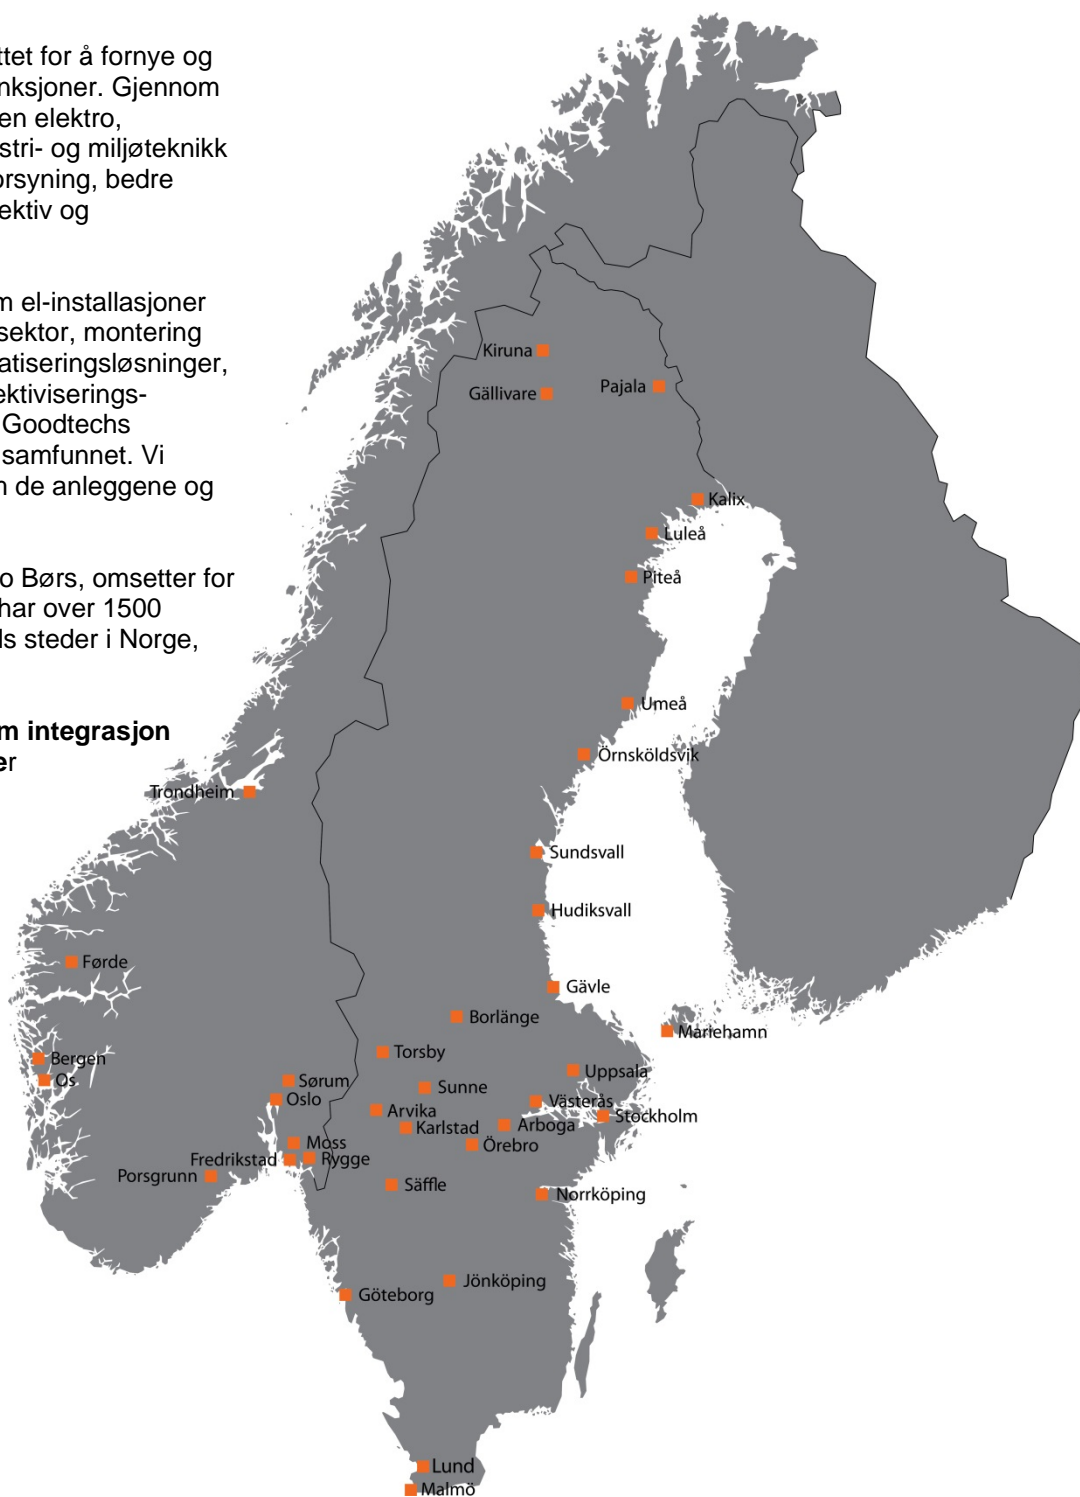 ttet for å fornye og
nksjoner. Gjennom
en elektro,
stri- og miljøteknikk
orsyning, bedre
ektiv og
m el-installasjoner
sektor, montering
atiseringsløsninger,
ektiviserings-
Goodtechs
samfunnet. Vi
n de anleggene og
o Børs, omsetter for
har over 1500
ls steder i Norge,
m integrasjon
er
Kiruna
Gällivare
Pajala
Kalix
Luleå
Piteå
Umeå
Örnsköldsvik
Trondheim
Sundsvall
Hudiksvall
Førde
Gävle
Borlänge
Mariehamn
Torsby
Bergen
Uppsala
Os
Sørum
Sunne
Oslo
Västerås
Arvika
Stockholm
Karlstad
Arboga
Moss
Örebro
Fredrikstad
Rygge
Porsgrunn
Säffle
Norrköping
Jönköping
Göteborg
Lund
Malmö